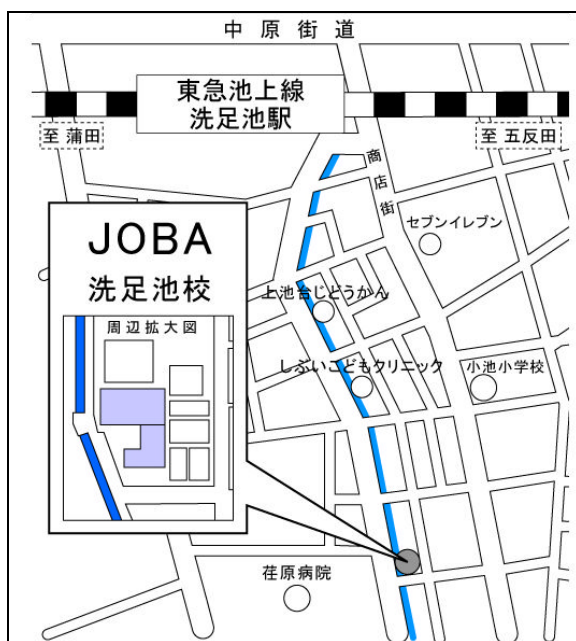 中原街道
東急池上線
洗足池駅
至 蒲田
至 五反田
商店街
セブンイレブン
JOBA
洗足池校
周辺拡大図
上池台じどうかん
しぶいこどもクリニック
小池小学校
荏原病院